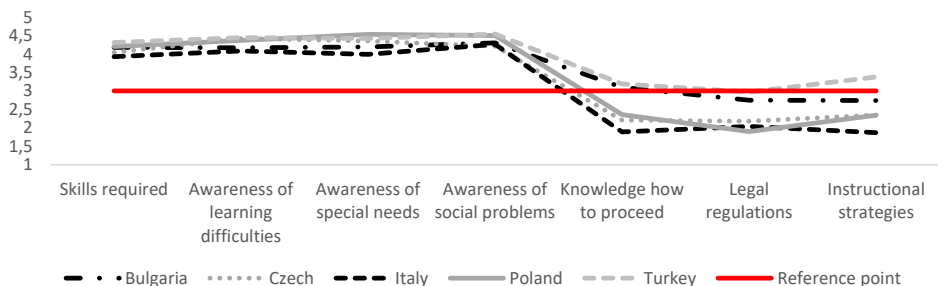 5
4,5
4
3,5
3
2,5
2
1,5
1
Skills required
Awareness of
learning
difficulties
Awareness of
special needs
Awareness of
social problems
Knowledge how
to proceed
Legal
regulations
Instructional
strategies
Bulgaria
Czech
Italy
Poland
Turkey
Reference point